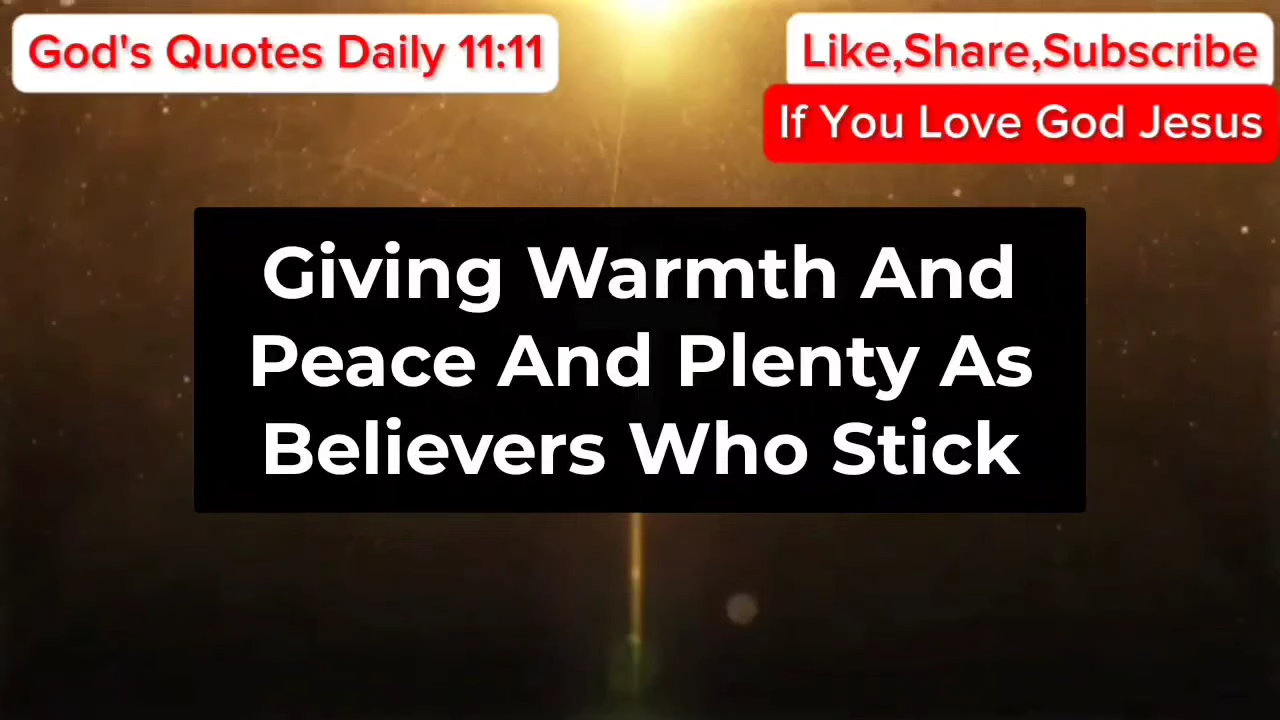 God's Quotes Daily 11:11
Like,Share,Subscribe
If You Love God Jesus
Giving Warmth And
Peace And Plenty As
Believers Who Stick